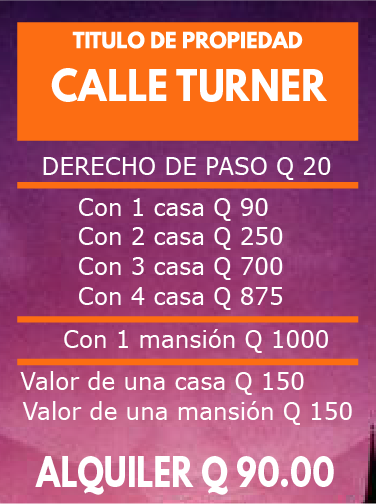 TITULO DE PROPIEDAD
CALLE TURNER
DERECHO DE PASO Q 20
Con 1 casa Q 90
Con 2 casa Q 250
Con 3 casa Q 700
Con 4 casa Q 875
Con 1 mansión Q 1000
Valor de una casa Q 150
Valor de una mansión Q 150
ALQUILER Q 90.00